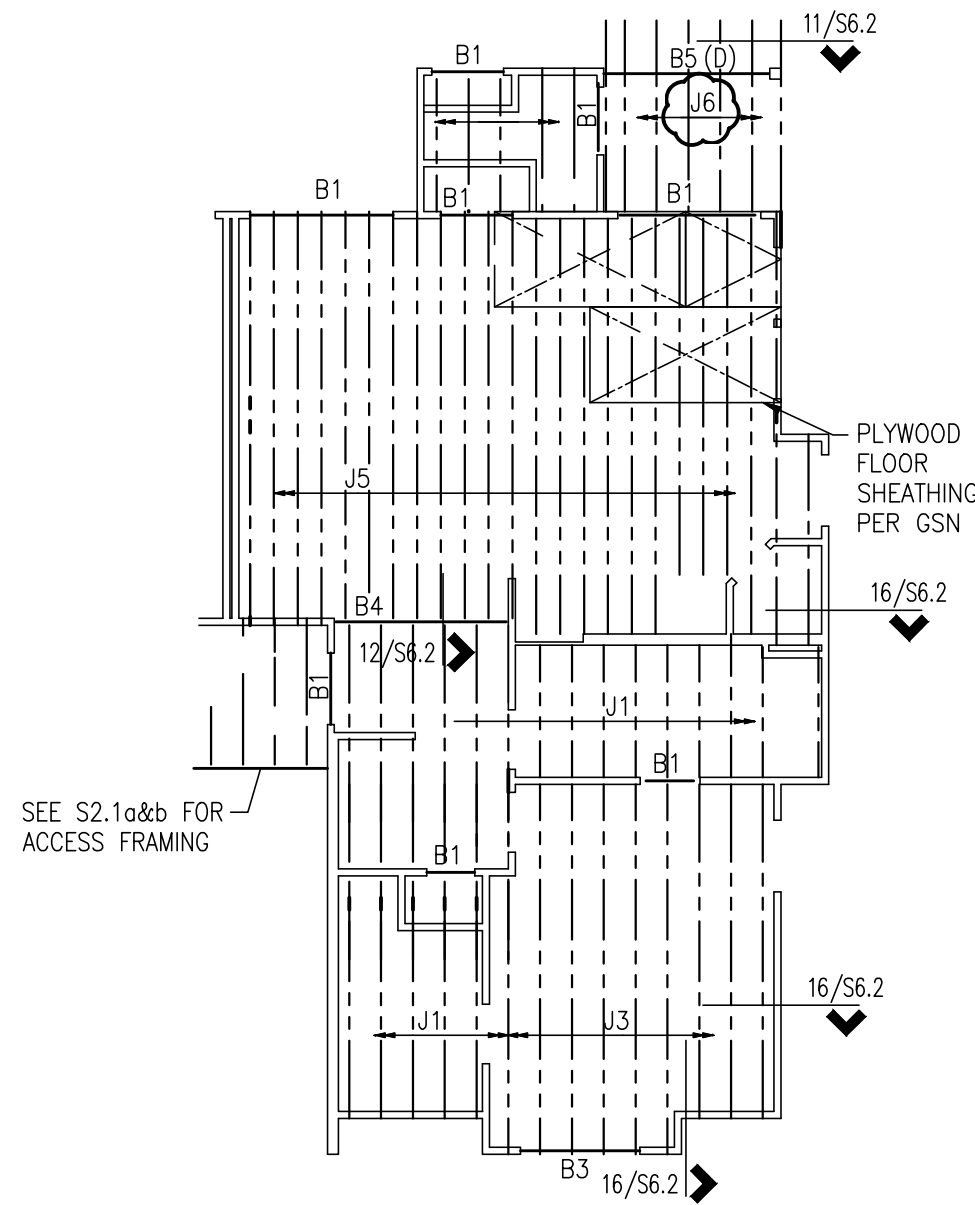 11/S6.2
B1
B5 (D)
B1
J6
B1
B1
B1
PLYWOOD
FLOOR
SHEATHING
PER GSN
J5
16/S6.2
B4
12/S6.2
B1
J1
B1
SEE S2.1a&b FOR
ACCESS FRAMING
B1
16/S6.2
J1
J3
B3
16/S6.2